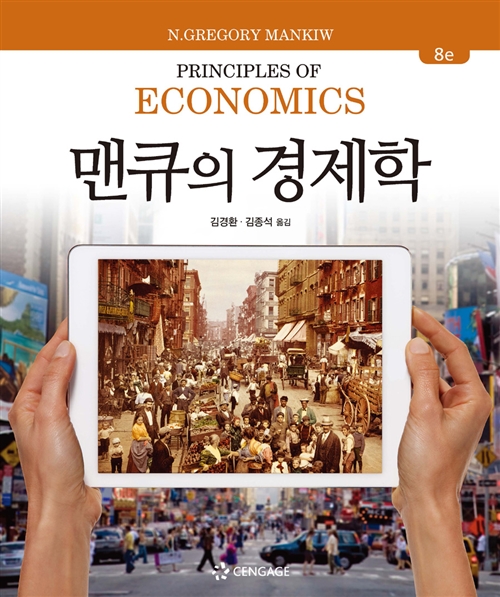 N.GREGORY MANKIW
8e
PRINCIPLES OF
ECONOMICS
맨큐의 경제학
김경환 · 김종석 옮김
CENGAGE